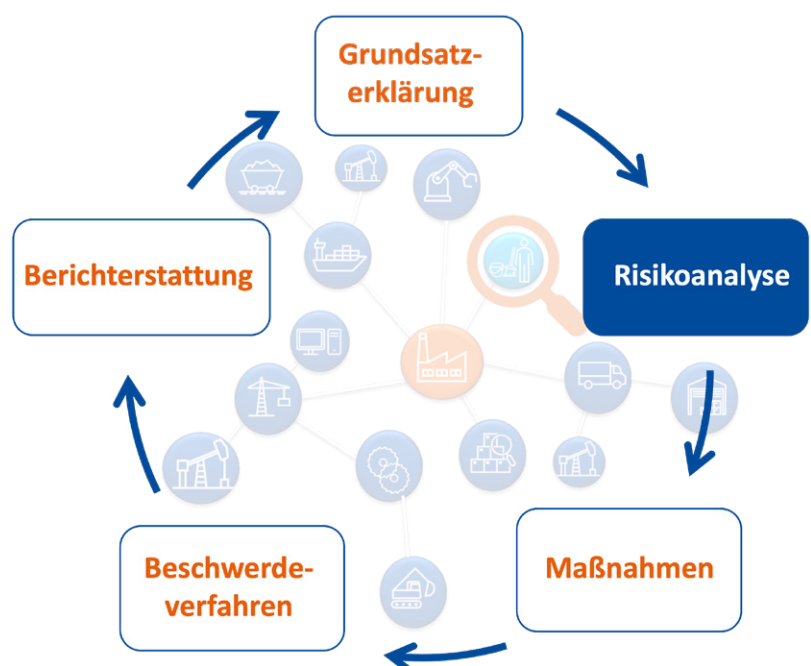 Grundsatz-
erklärung
Risikoanalyse
Maßnahmen
Beschwerde-
verfahren
Berichterstattung